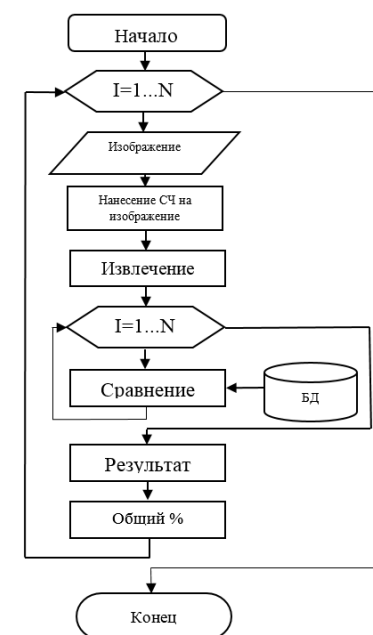 Начало
I=1...N
Изображение
Нанесение СЧ на
изображение
Извлечение
I=1...N
Сравнение
БД
Результат
Общий %
Конец